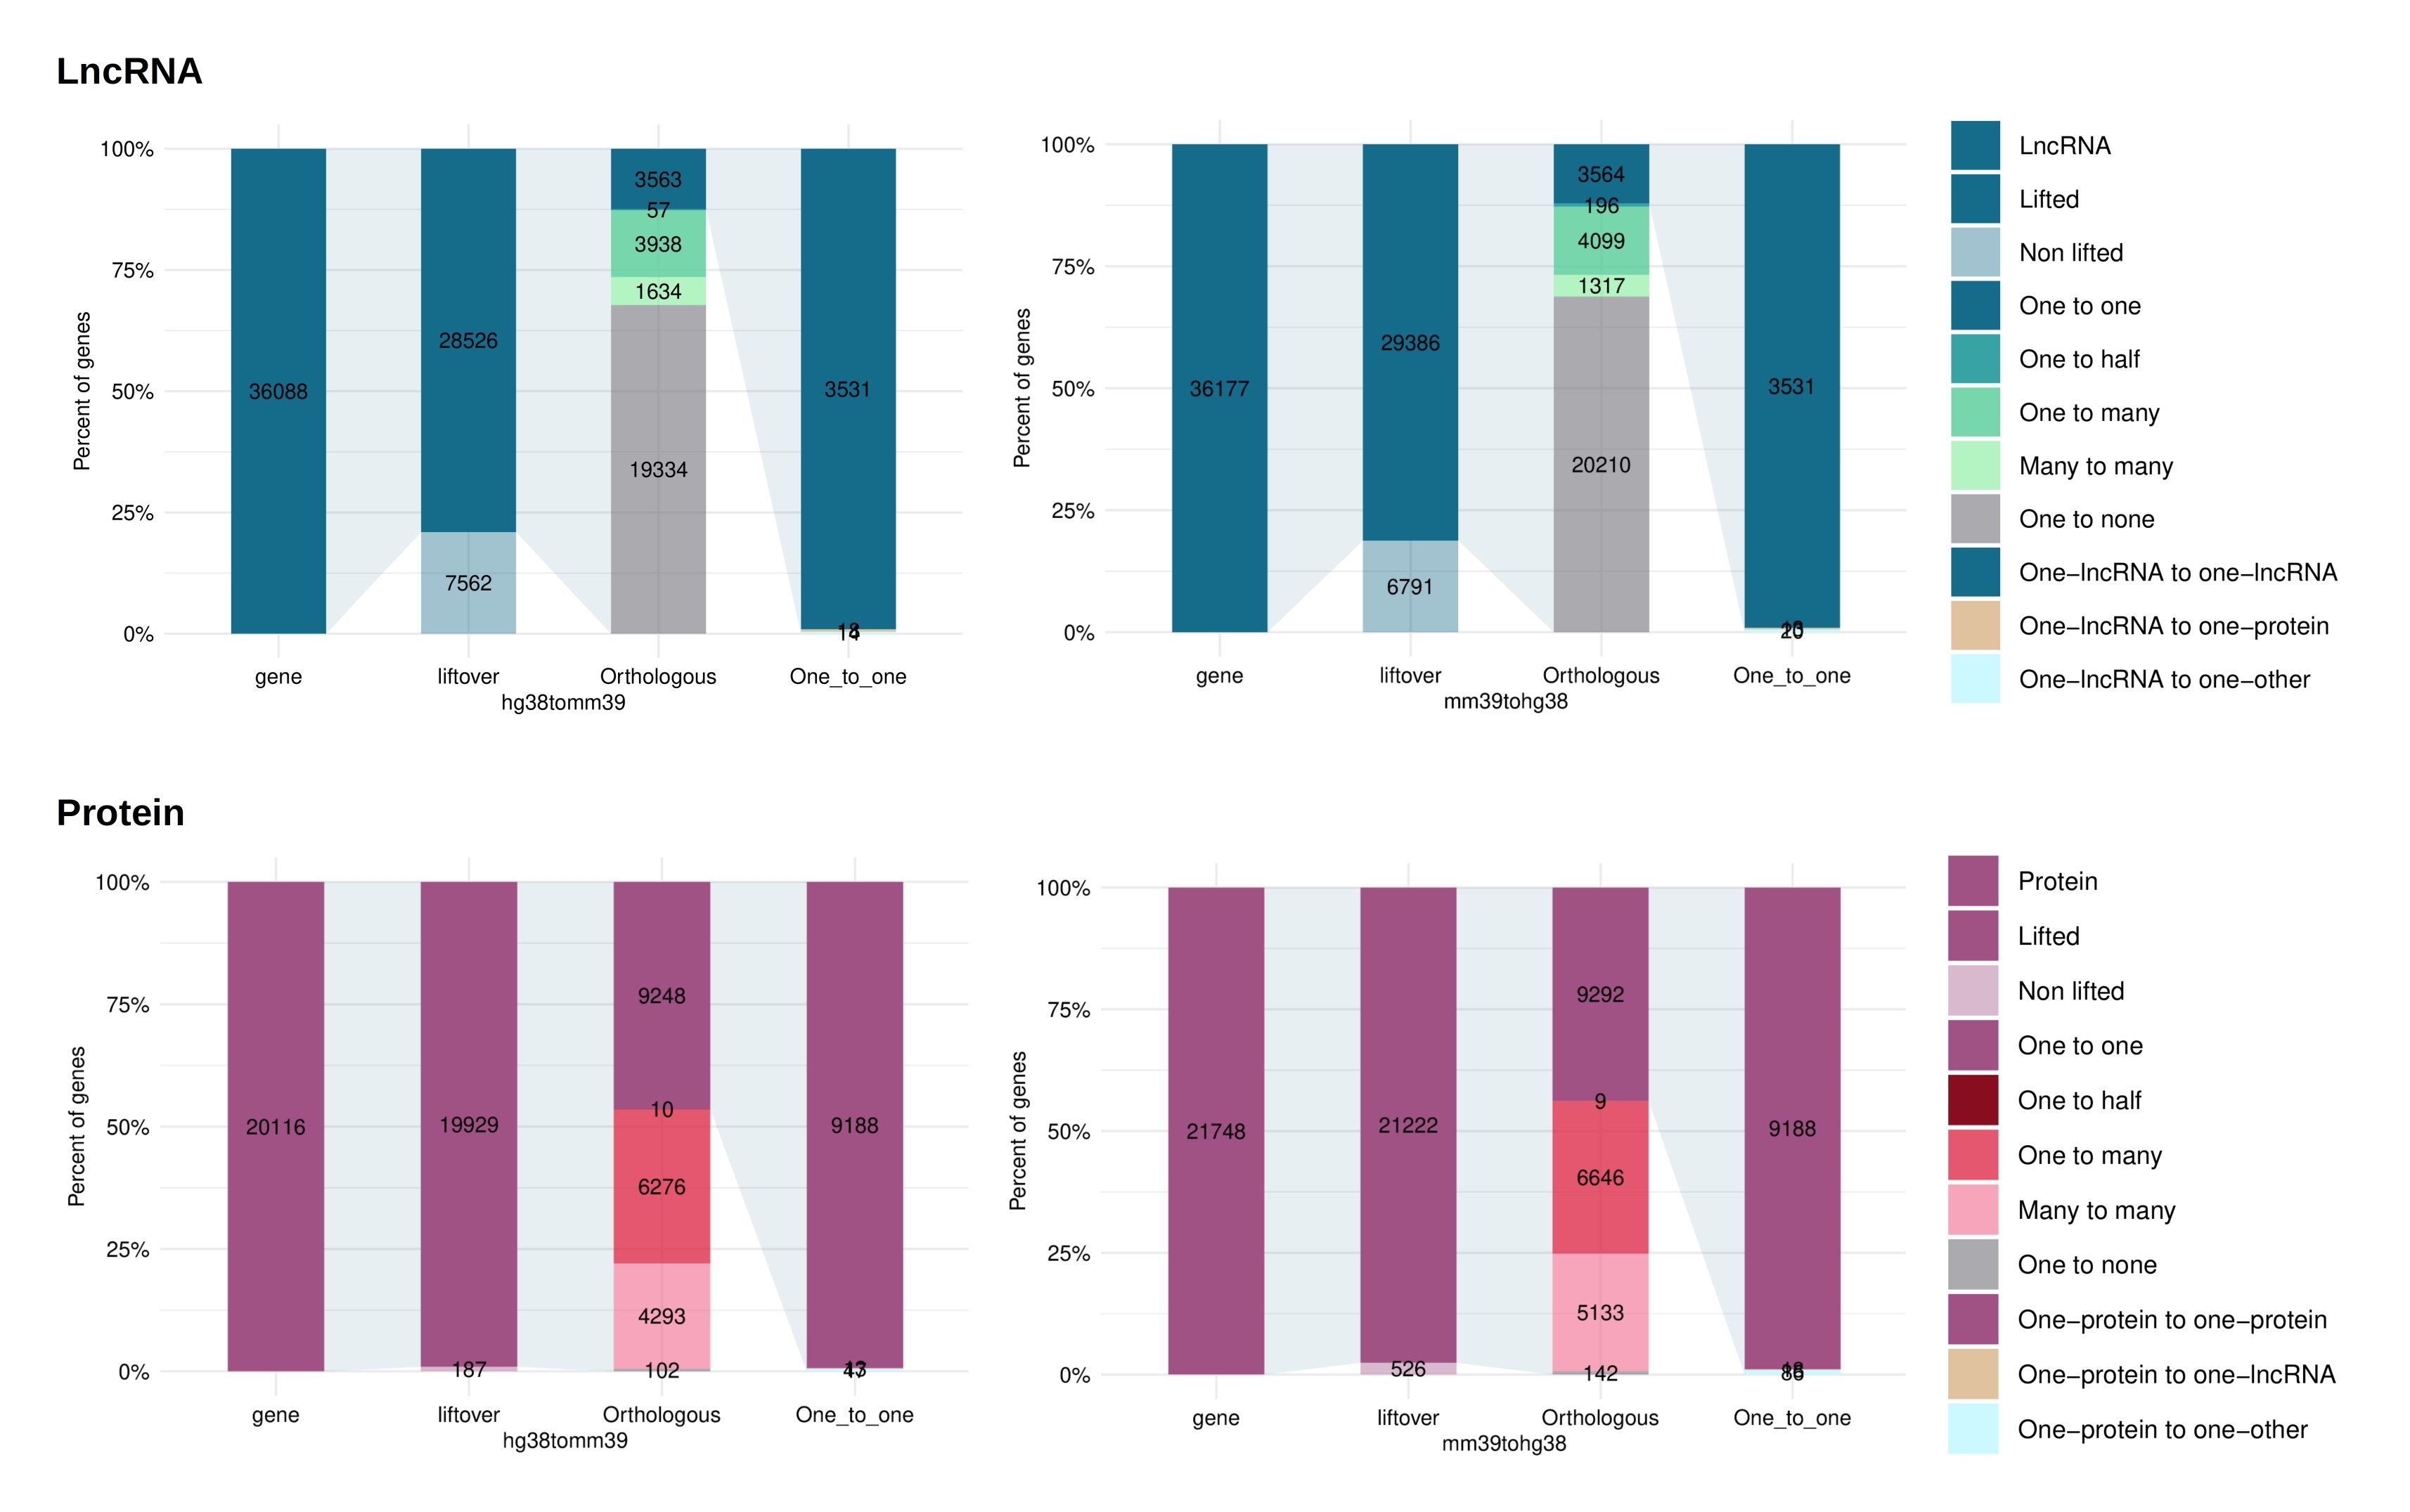 LncRNA
100%
75%
50%
25%
0%
Percent of genes
36088
28526
7562
3563
57
3938
1634
19334
3531
14
gene
liftover
Orthologous
One_to_one
hg38tomm39
100%
75%
50%
25%
0%
Percent of genes
36177
29386
6791
3564
196
4099
1317
20210
3531
20
gene
liftover
Orthologous
One_to_one
mm39tohg38
LncRNA
Lifted
Non lifted
One to one
One to half
One to many
Many to many
One to none
One−lncRNA to one−lncRNA
One−lncRNA to one−protein
One−lncRNA to one−other
Protein
100%
75%
50%
25%
0%
Percent of genes
20116
19929
187
9248
10
6276
4293
102
9188
gene
liftover
Orthologous
One_to_one
hg38tomm39
100%
75%
50%
25%
0%
Percent of genes
21748
21222
526
9292
9
6646
5133
142
9188
gene
liftover
Orthologous
One_to_one
mm39tohg38
Protein
Lifted
Non lifted
One to one
One to half
One to many
Many to many
One to none
One−protein to one−protein
One−protein to one−lncRNA
One−protein to one−other